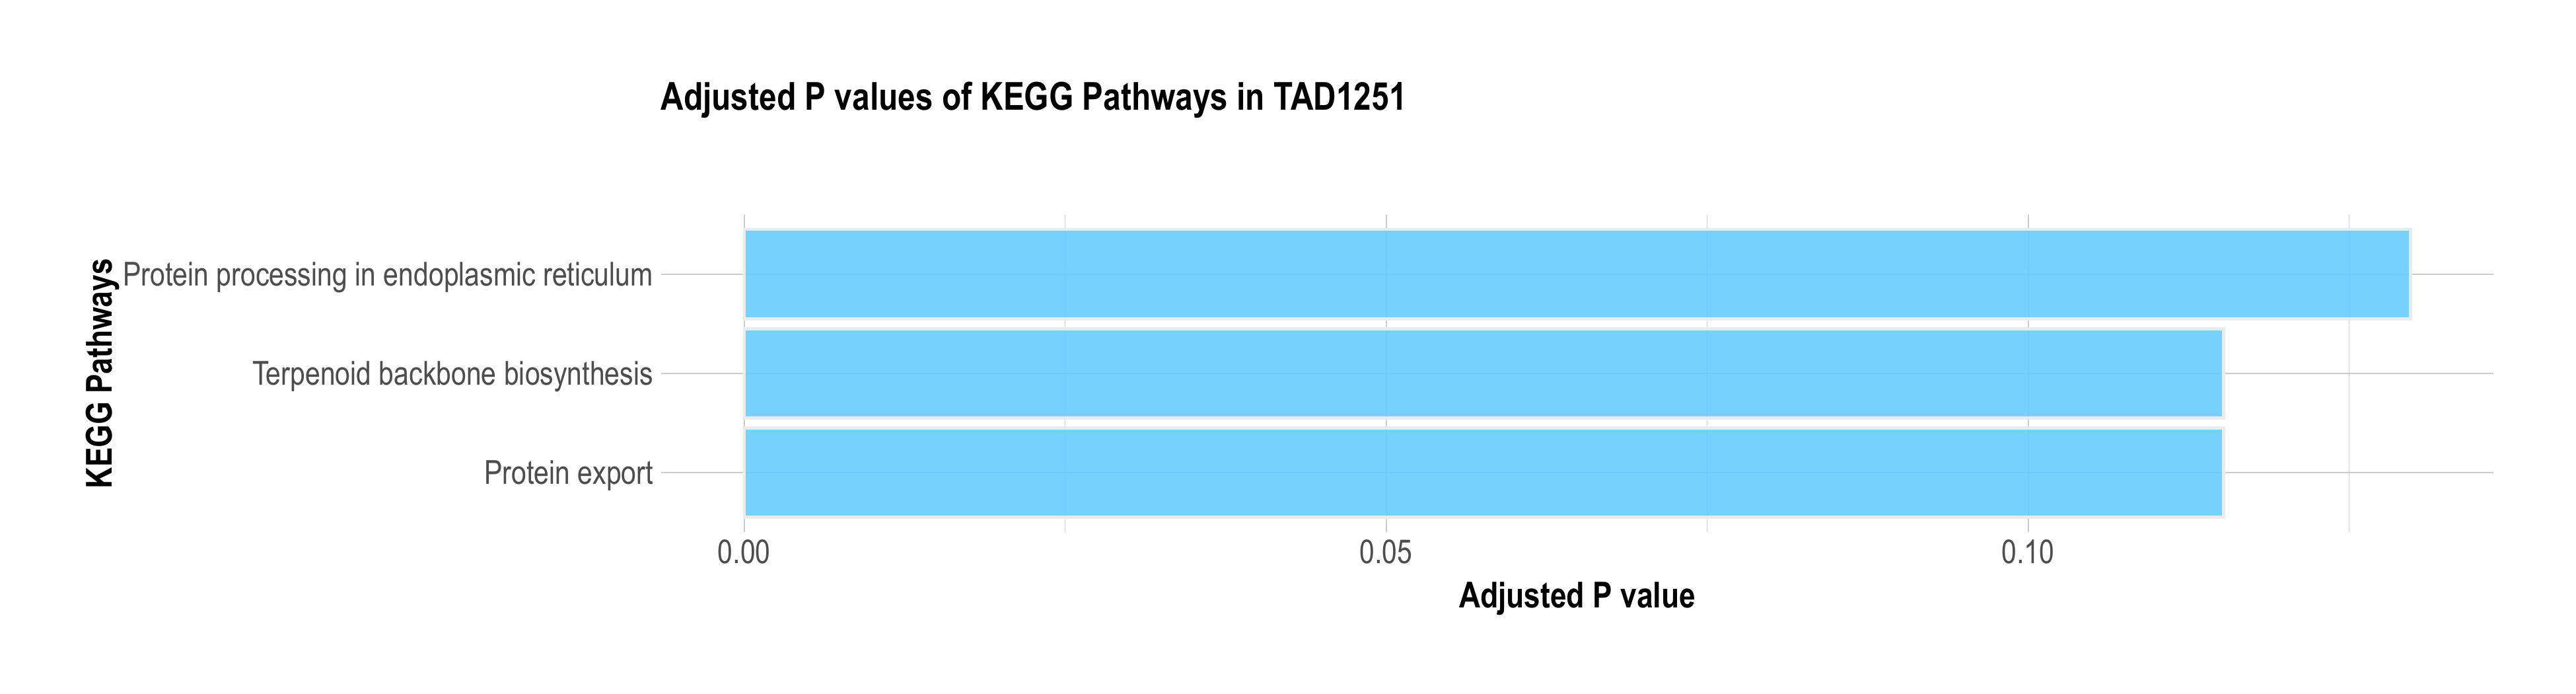 Adjusted P values of KEGG Pathways in TAD1251
KEGG Pathways
Protein processing in endoplasmic reticulum
Terpenoid backbone biosynthesis
Protein export
0.00
0.05
0.10
Adjusted P value